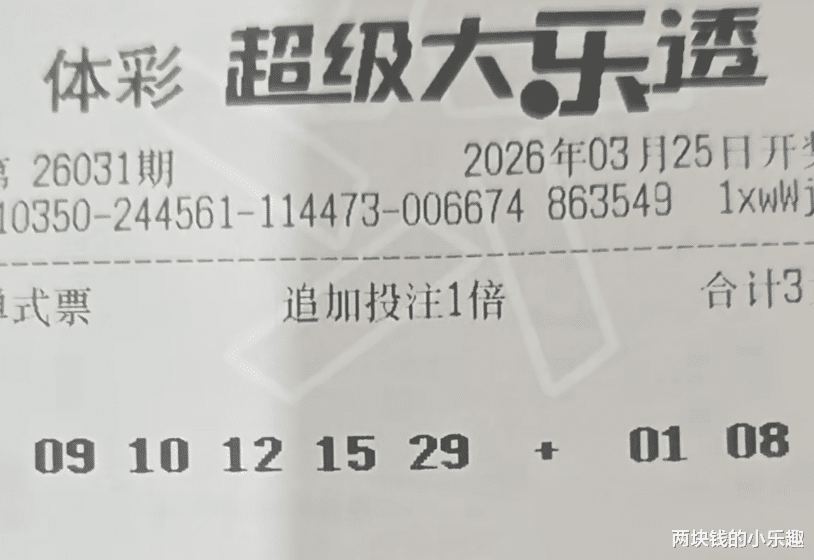 体彩 超级大乐透
26031期 2026年03月25日开奖
10350-244561-114473-006674 863549 1xwWj
单式票 追加投注1倍 合计3
09 10 12 15 29 + 01 08
两块钱的小乐趣